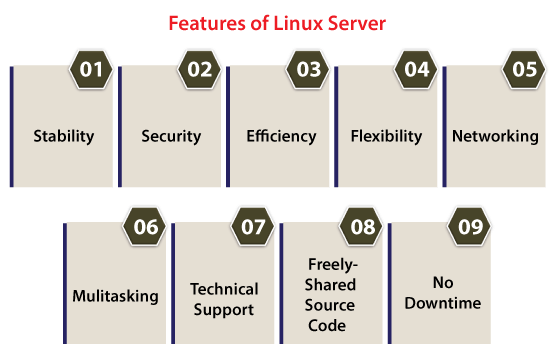 Features of Linux Server
01
Stability
02
Security
03
Efficiency
04
Flexibility
05
Networking
06
Mulitasking
07
Technical
Support
08
Freely-
Shared
Source
Code
09
No
Downtime